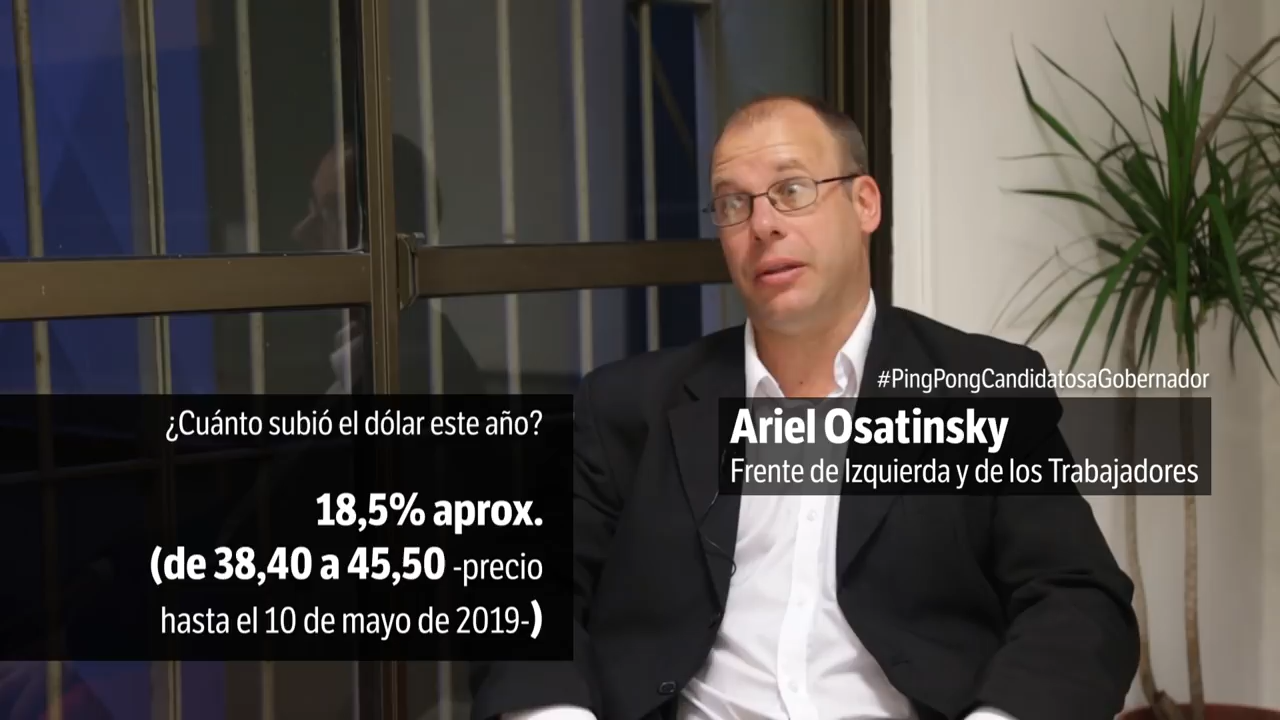 ¿Cuánto subió el dólar este año?
18,5% aprox.
(de 38,40 a 45,50 -precio
hasta el 10 de mayo de 2019-)
#PingPongCandidatosaGobernador
Ariel Osatinsky
Frente de Izquierda y de los Trabajadores